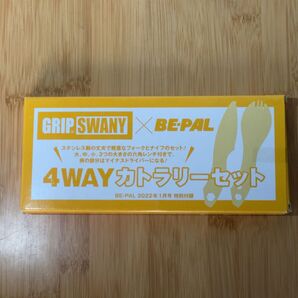 GRIP SWANY × BE-PAL
ステンレス鋼の丈夫で軽量なフォークとナイフのセット!
大、中、小、3つの大きさの六角レンチ付きで、
柄の部分はマイナスドライバーになる!
4WAYカトラリーセット
BE-PAL 2022年1月号 特別付録